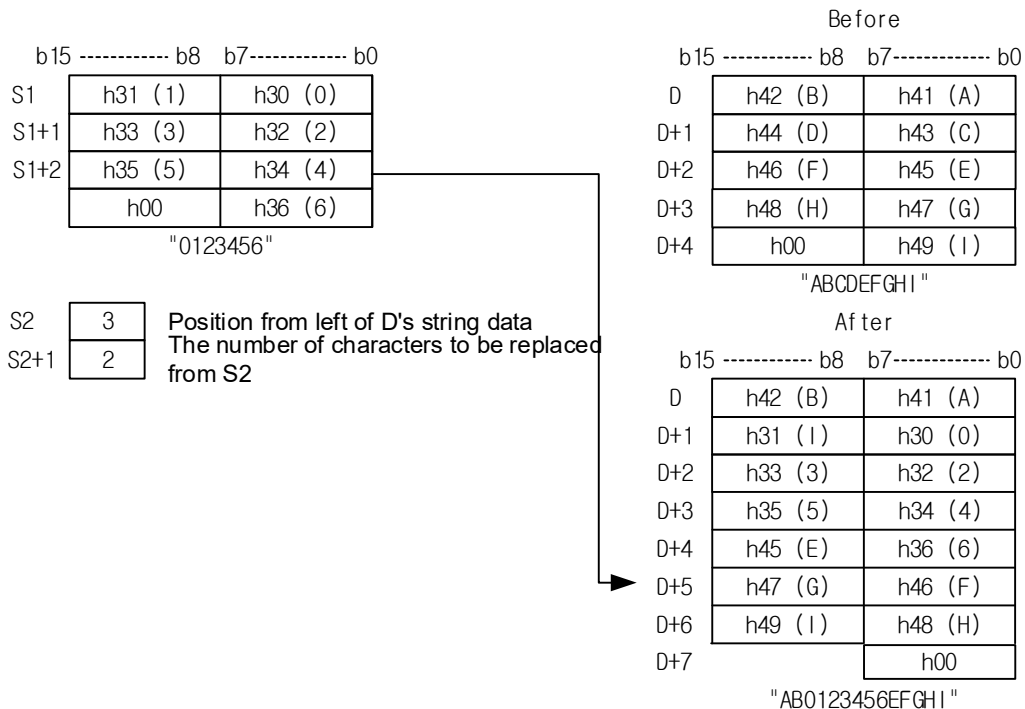 b15 ------------ b8 b7------------- b0
S1 h31 (1) h30 (0)
S1+1 h33 (3) h32 (2)
S1+2 h35 (5) h34 (4)
h00 h36 (6)
"0123456"
S2 3 Position from left of D's string data
S2+1 2 The number of characters to be replaced
from S2
Before
b15 ------------ b8 b7------------- b0
D h42 (B) h41 (A)
D+1 h44 (D) h43 (C)
D+2 h46 (F) h45 (E)
D+3 h48 (H) h47 (G)
D+4 h00 h49 (I)
"ABCDEFGHI"
After
b15 ------------ b8 b7------------- b0
D h42 (B) h41 (A)
D+1 h31 (I) h30 (0)
D+2 h33 (3) h32 (2)
D+3 h35 (5) h34 (4)
D+4 h45 (E) h36 (6)
D+5 h47 (G) h46 (F)
D+6 h49 (I) h48 (H)
D+7 h00
"AB0123456EFGHI"